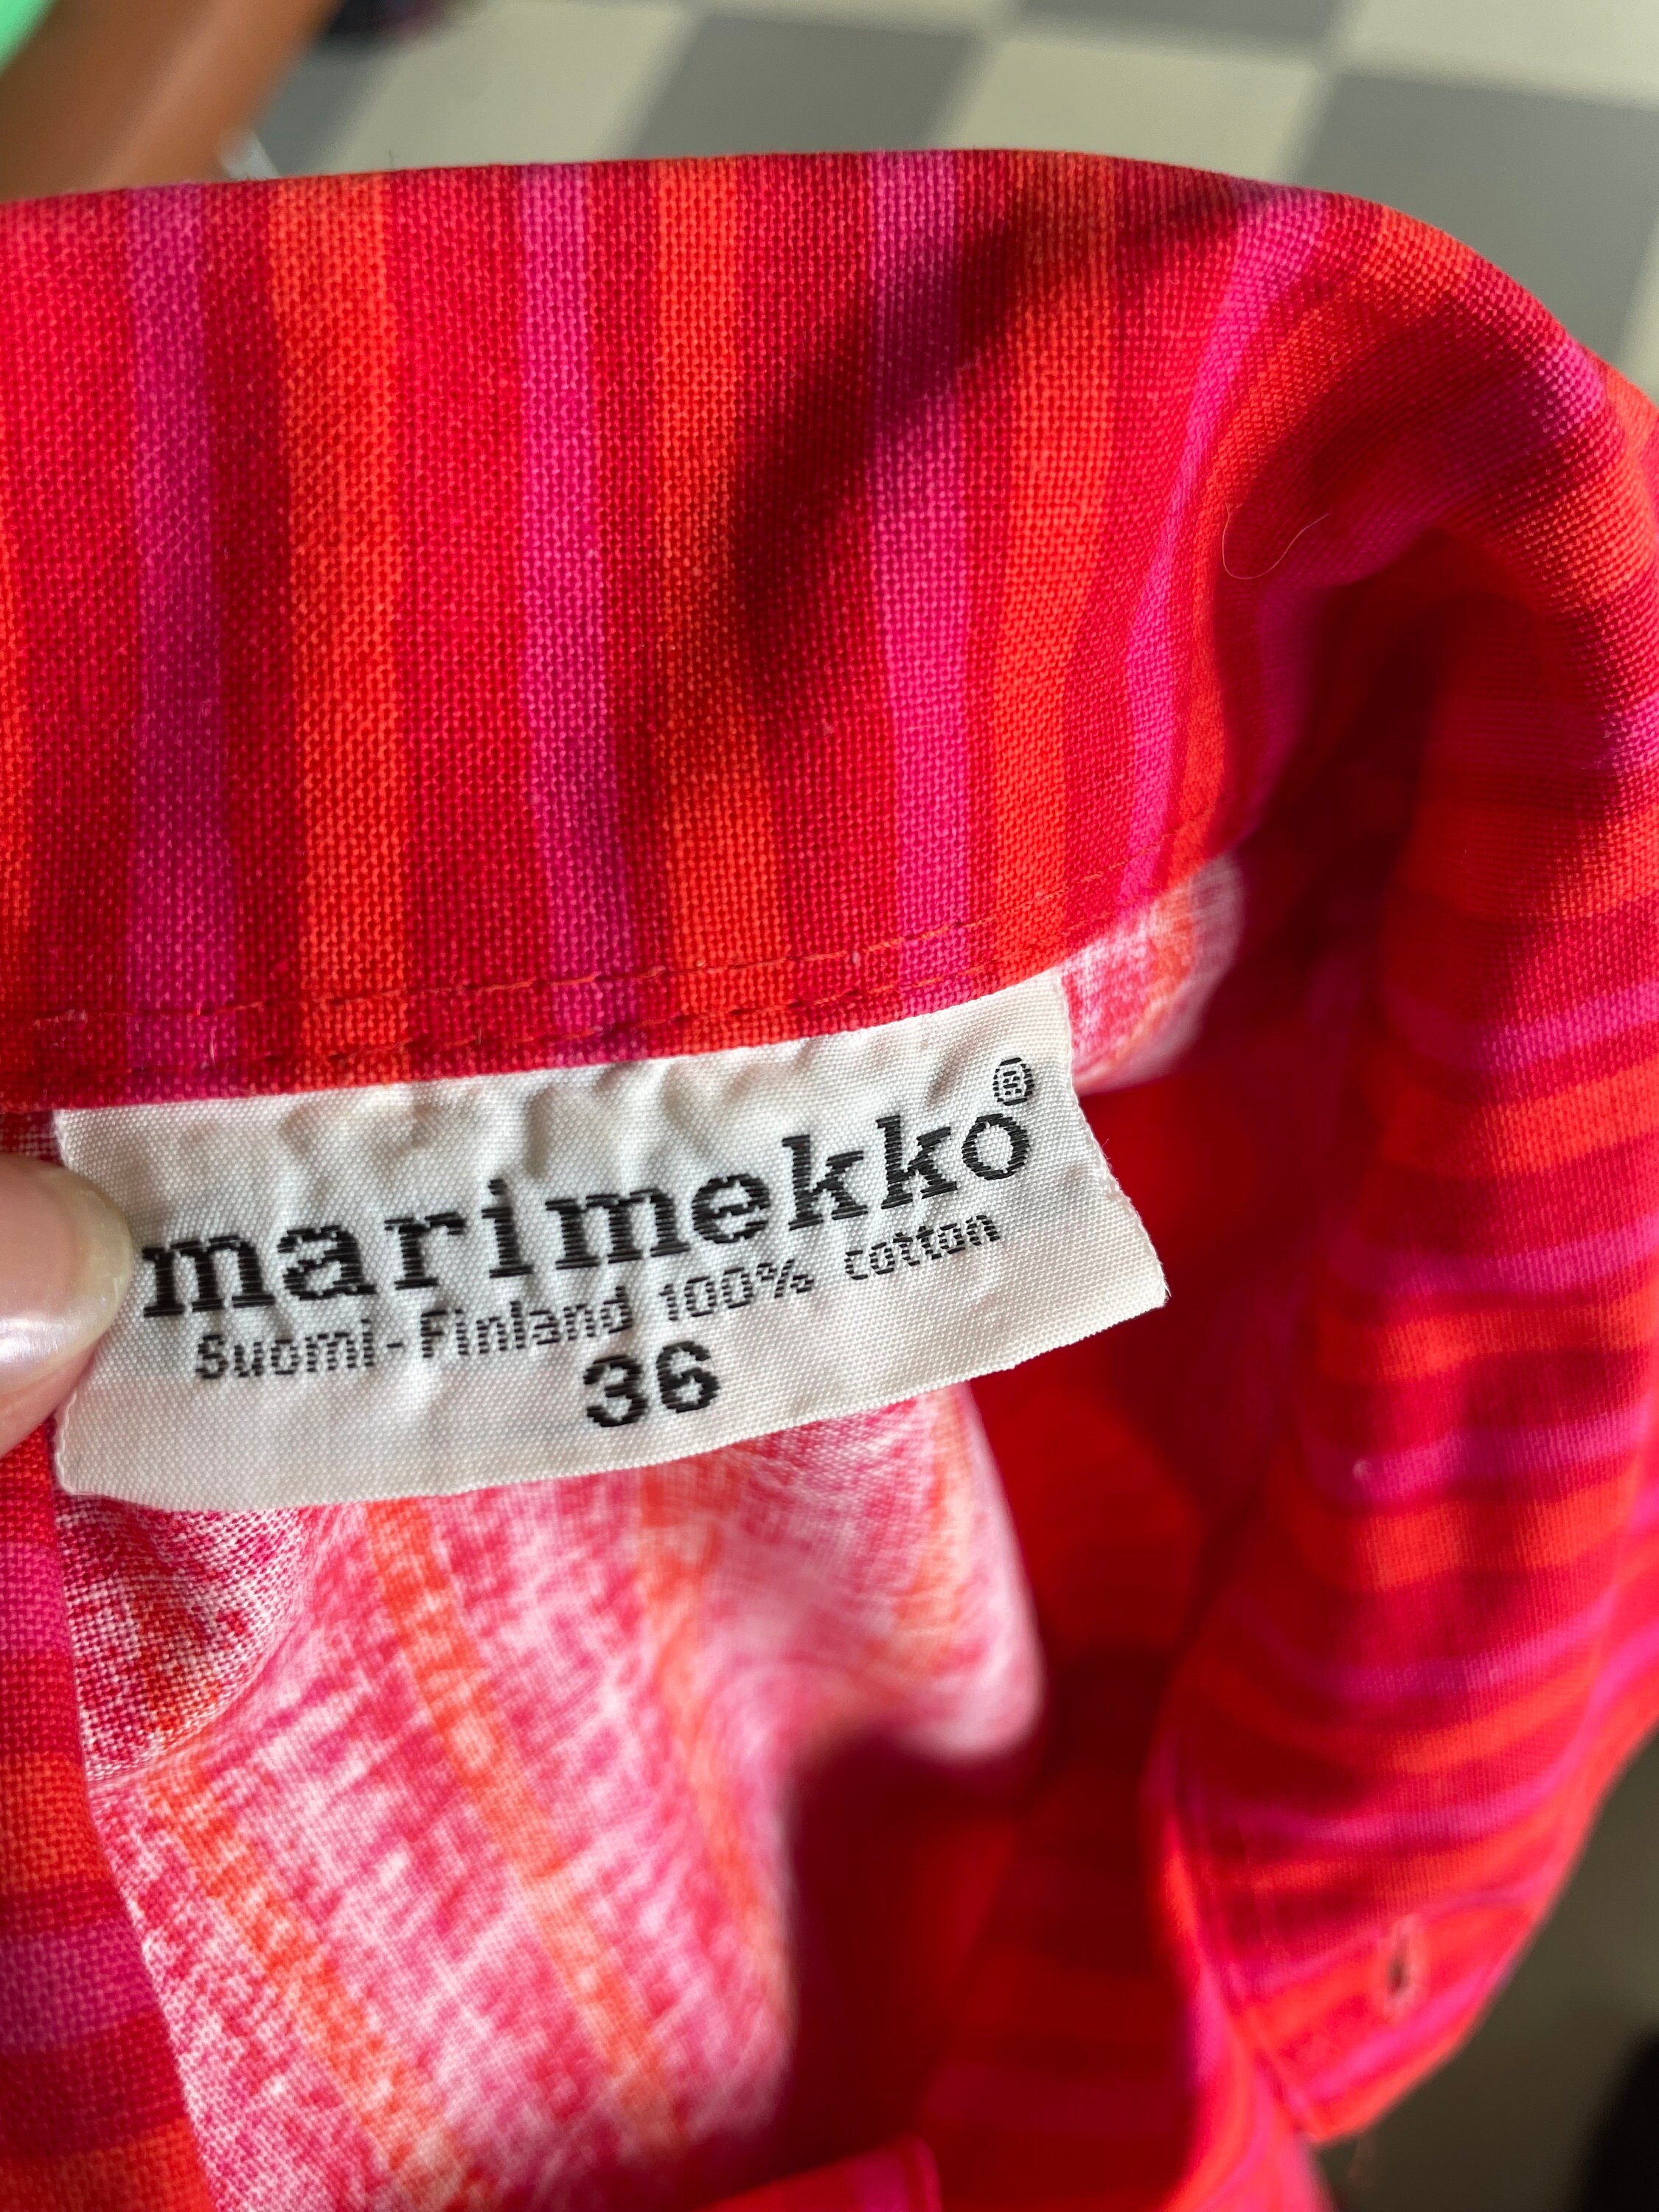 marimekko®
Suomi-Finland 100% cotton
36